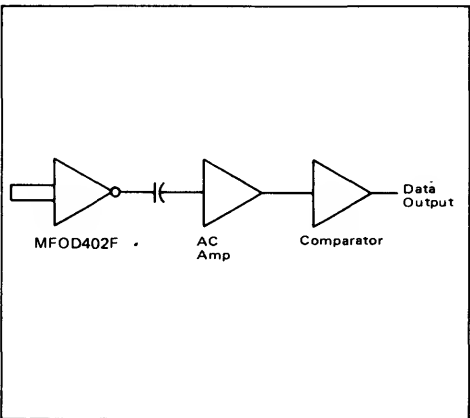 MFOD402F
AC
Amp
Comparator
Data
Output